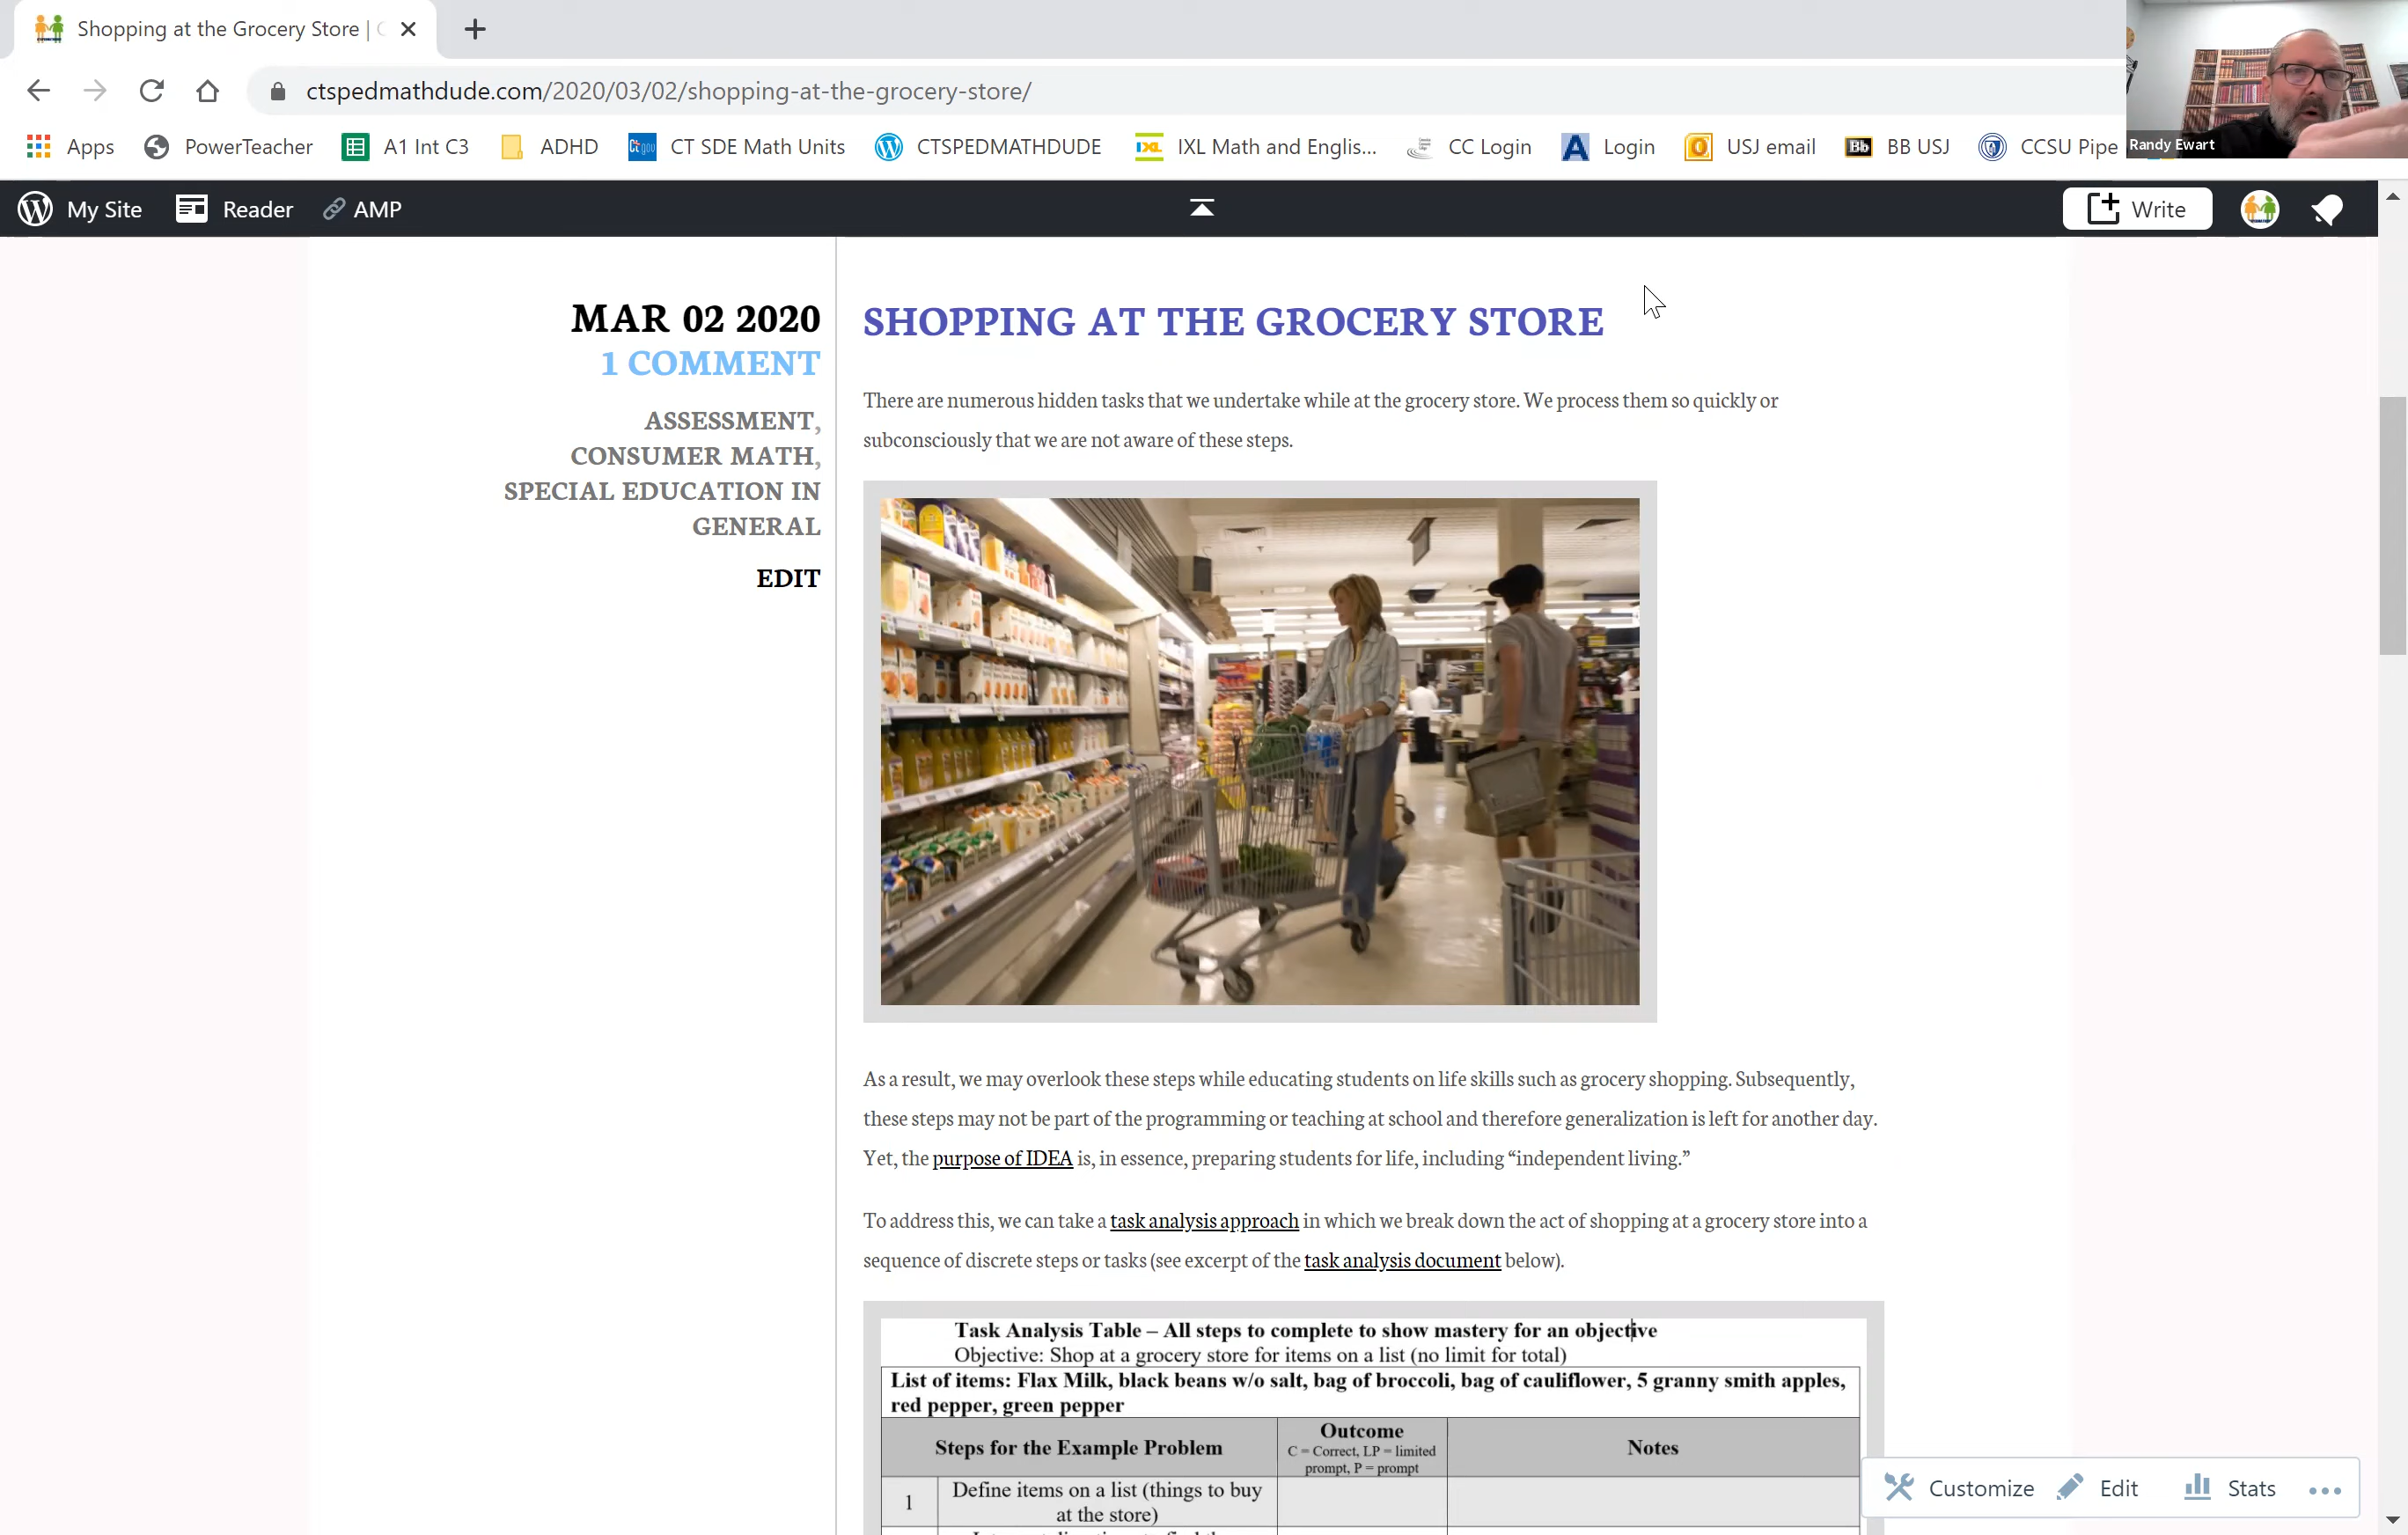 Shopping at the Grocery Store |
ctspedmathdude.com/2020/03/02/shopping-at-the-grocery-store/
Apps
PowerTeacher
A1 Int C3
ADHD
CT SDE Math Units
CTSPEDMATHDUDE
IXL Math and Englis...
CC Login
Login
USJ email
Bb BB USJ
CCSU Pipe
Randy Ewart
My Site
Reader
AMP
Write
MAR 02 2020
1 COMMENT
ASSESSMENT,
CONSUMER MATH,
SPECIAL EDUCATION IN
GENERAL
EDIT
SHOPPING AT THE GROCERY STORE
There are numerous hidden tasks that we undertake while at the grocery store. We process them so quickly or
subconsciously that we are not aware of these steps.
As a result, we may overlook these steps while educating students on life skills such as grocery shopping. Subsequently,
these steps may not be part of the programming or teaching at school and therefore generalization is left for another day.
Yet, the purpose of IDEA is, in essence, preparing students for life, including “independent living.”
To address this, we can take a task analysis approach in which we break down the act of shopping at a grocery store into a
sequence of discrete steps or tasks (see excerpt of the task analysis document below).
Task Analysis Table – All steps to complete to show mastery for an objective
Objective: Shop at a grocery store for items on a list (no limit for total)
List of items: Flax Milk, black beans w/o salt, bag of broccoli, bag of cauliflower, 5 granny smith apples,
red pepper, green pepper
Steps for the Example Problem
Outcome
C = Correct, LP = limited
prompt, P = prompt
Notes
1
Define items on a list (things to buy
at the store)
Customize
Edit
Stats